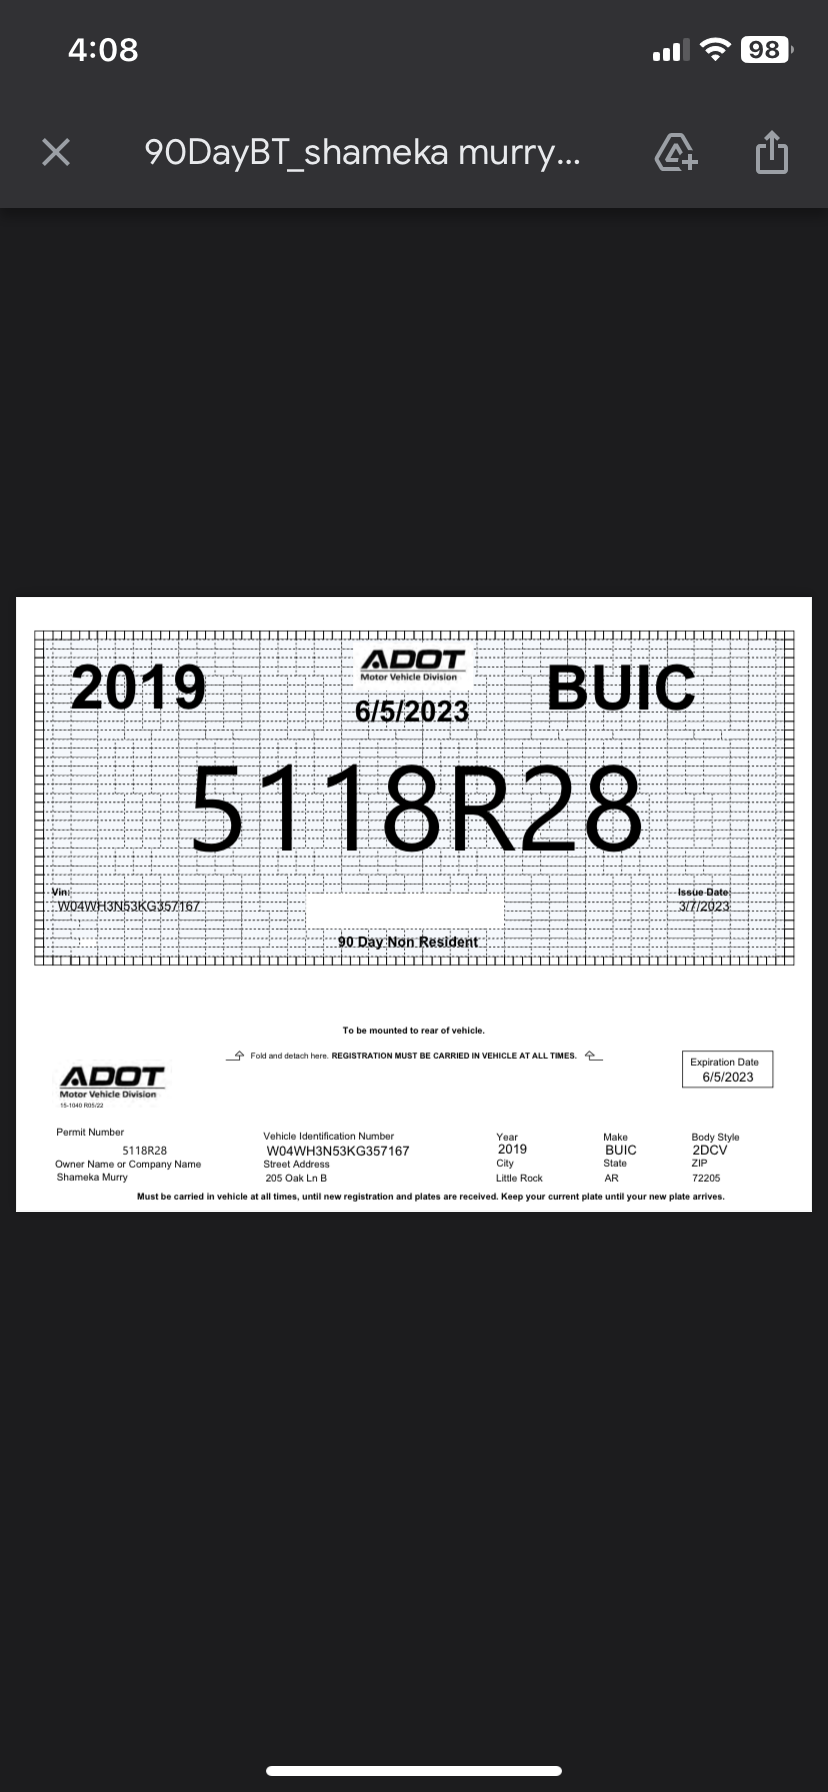 4:08
98
90DayBT_shameka murry...
2019
ADOT
Motor Vehicle Division
BUIC
6/5/2023
5118R28
Vin:
W04WH3N53KG357167
Issue Date:
3/7/2023
90 Day Non Resident
To be mounted to rear of vehicle.
Fold and detach here. REGISTRATION MUST BE CARRIED IN VEHICLE AT ALL TIMES.
Expiration Date
6/5/2023
ADOT
Motor Vehicle Division
15-1040 R05/22
Permit Number
5118R28
Vehicle Identification Number
W04WH3N53KG357167
Year
2019
Make
BUIC
Body Style
2DCV
Owner Name or Company Name
Shameka Murry
Street Address
205 Oak Ln B
City
Little Rock
State
AR
ZIP
72205
Must be carried in vehicle at all times, until new registration and plates are received. Keep your current plate until your new plate arrives.